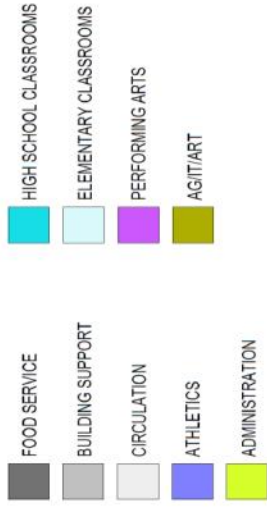 HIGH SCHOOL CLASSROOMS
ELEMENTARY CLASSROOMS
PERFORMING ARTS
AG/IT/ART
FOOD SERVICE
BUILDING SUPPORT
CIRCULATION
ATHLETICS
ADMINISTRATION